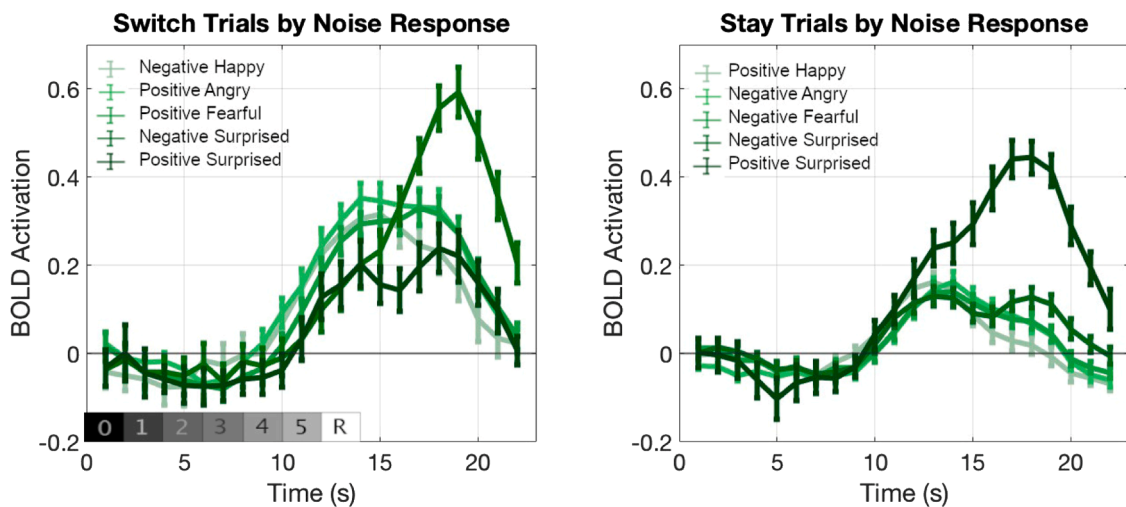 Switch Trials by Noise Response
Negative Happy
Positive Angry
Positive Fearful
Negative Surprised
Positive Surprised
BOLD Activation
0.6
0.4
0.2
0
-0.2
0 1 2 3 4 5 R
0 5 10 15 20
Time (s)
Stay Trials by Noise Response
Positive Happy
Negative Angry
Negative Fearful
Negative Surprised
Positive Surprised
BOLD Activation
0.6
0.4
0.2
0
-0.2
0 5 10 15 20
Time (s)